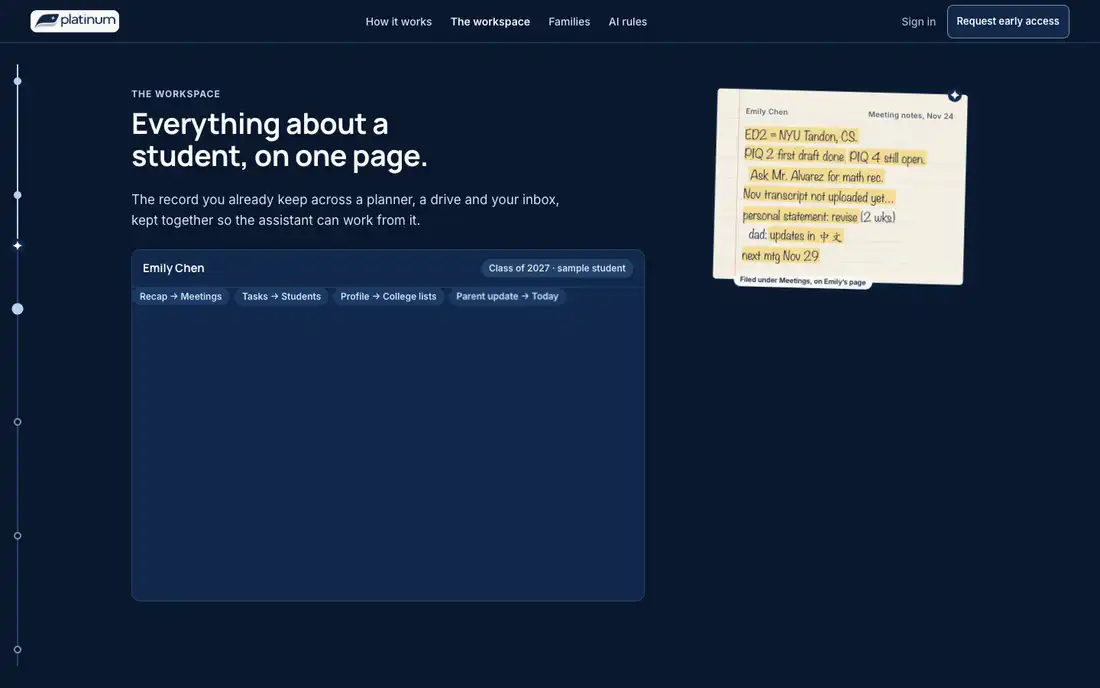 platinum
How it works
The workspace
Families
AI rules
Sign in
Request early access
THE WORKSPACE
Everything about a
student, on one page.
The record you already keep across a planner, a drive and your inbox,
kept together so the assistant can work from it.
Emily Chen
Class of 2027 · sample student
Recap → Meetings
Tasks → Students
Profile → College lists
Parent update → Today
Emily Chen
Meeting notes, Nov 24
ED2 = NYU Tandon, CS.
PIQ 2 first draft done. PIQ 4 still open.
Ask Mr. Alvarez for math rec.
Nov transcript not uploaded yet...
personal statement: revise (2 wks)
dad: updates in 中文
next mtg Nov 29
Filed under Meetings, on Emily's page